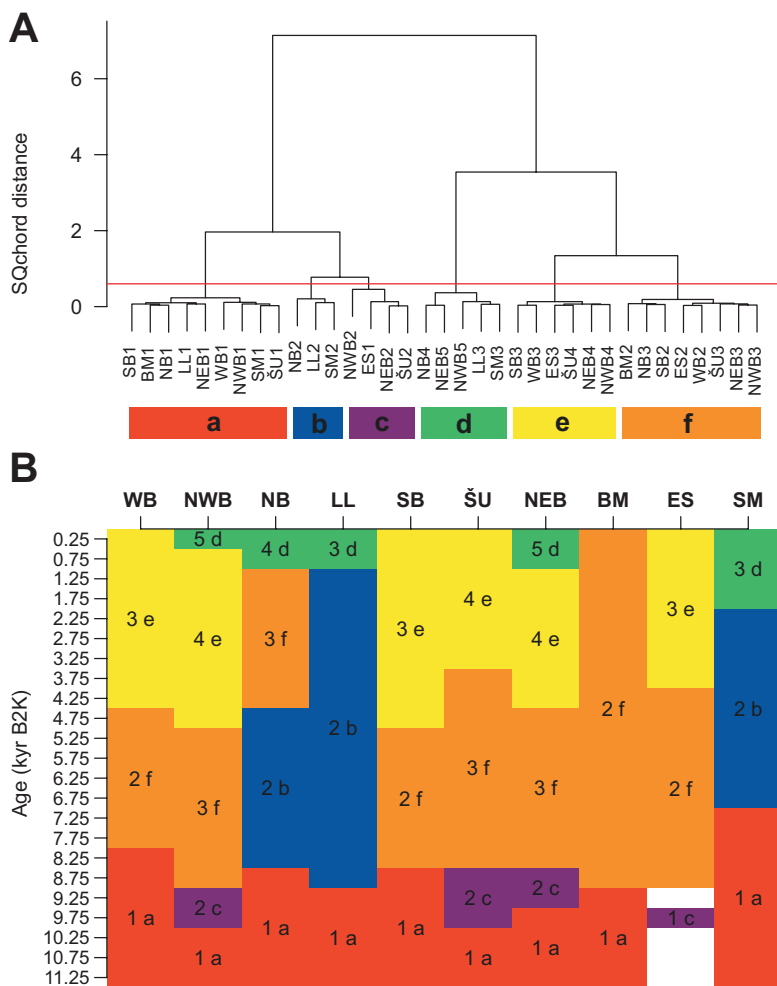 A
SQchord distance
6
4
2
0
SB1 BM1 NB1 LL1 NEB1 WB1 NWB1 SM1 ŠU1 NB2 LL2 SM2 NWB2 ES1 NEB2 ŠU2 NB4 NEB5 NWB5 LL3 SM3 SB3 WB3 ES3 ŠU4 NEB4 NWB4 BM2 NB3 SB2 ES2 WB2 ŠU3 NEB3 NWB3
a b c d e f
B
WB NWB NB LL SB ŠU NEB BM ES SM
Age (kyr B2K)
0.25
0.75
1.25
1.75
2.25
2.75
3.25
3.75
4.25
4.75
5.25
5.75
6.25
6.75
7.25
7.75
8.25
8.75
9.25
9.75
10.25
10.75
11.25
5 d 4 d 3 d 5 d
3 d
4 e
3 e 3 e
3 e 4 e 3 f 4 e
2 f 2 b
2 b
2 f 3 f 2 b 2 f 3 f 3 f 2 f
1 a
2 c 2 c
1 a 2 c 1 a 1 a 1 a 1 a 1 c
1 a 1 a 1 a